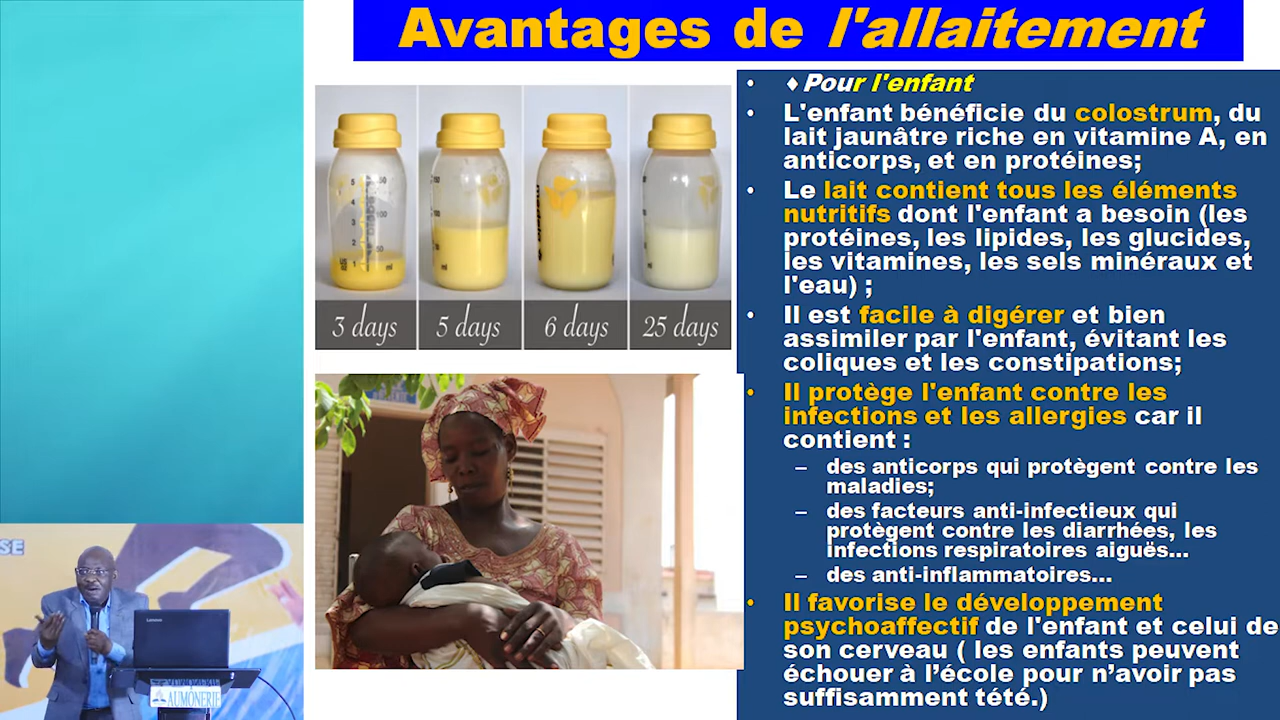 Avantages de l'allaitement
3 days
5 days
6 days
25 days
• ♦ Pour l'enfant
• L'enfant bénéficie du colostrum, du
lait jaunâtre riche en vitamine A, en
anticorps, et en protéines;
• Le lait contient tous les éléments
nutritifs dont l'enfant a besoin (les
protéines, les lipides, les glucides,
les vitamines, les sels minéraux et
l'eau) ;
• Il est facile à digérer et bien
assimiler par l'enfant, évitant les
coliques et les constipations;
• Il protège l'enfant contre les
infections et les allergies car il
contient :
– des anticorps qui protègent contre les
maladies;
– des facteurs anti-infectieux qui
protègent contre les diarrhées, les
infections respiratoires aiguës...
– des anti-inflammatoires...
• Il favorise le développement
psychoaffectif de l'enfant et celui de
son cerveau ( les enfants peuvent
échouer à l’école pour n’avoir pas
suffisamment tété.)
SE
Lenovo
AUMÔNERIE